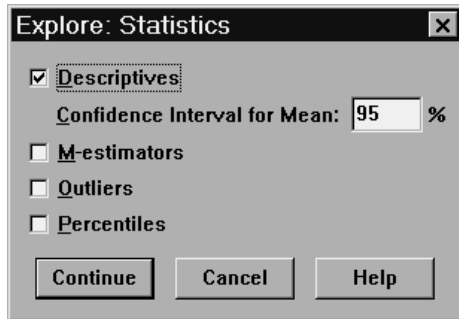 Explore: Statistics
Descriptives
Confidence Interval for Mean: 95 %
M-estimators
Outliers
Percentiles
Continue Cancel Help